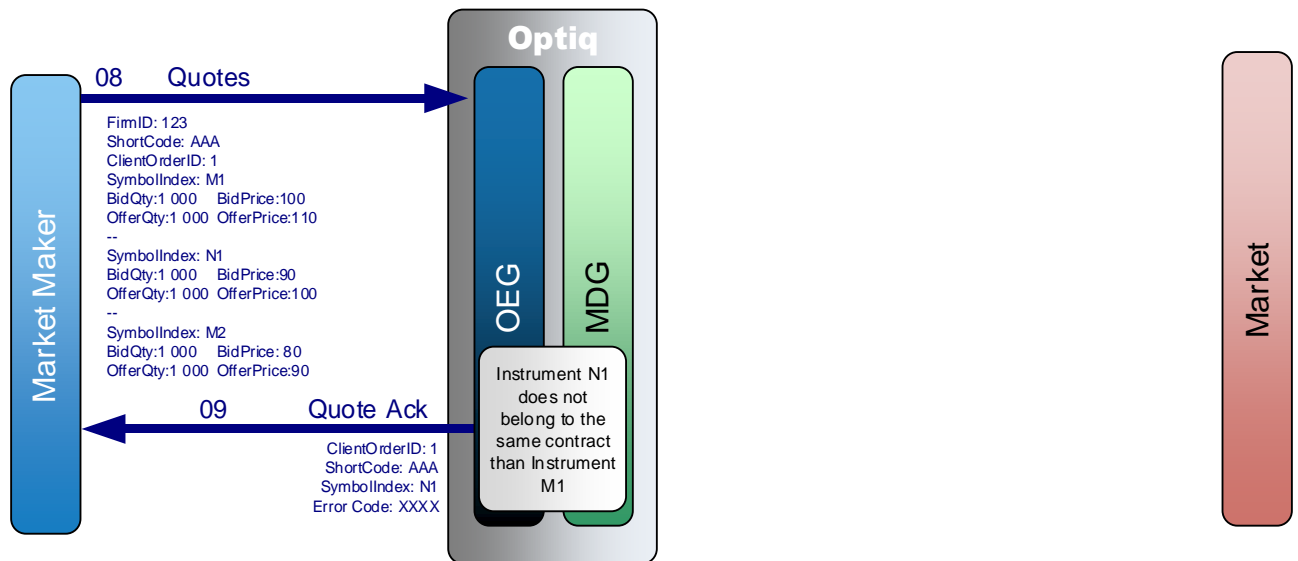 Optiq
08 Quotes
FirmID: 123
ShortCode: AAA
ClientOrderID: 1
SymbolIndex: M1
BidQty:1 000 BidPrice:100
OfferQty:1 000 OfferPrice:110
--
SymbolIndex: N1
BidQty:1 000 BidPrice:90
OfferQty:1 000 OfferPrice:100
--
SymbolIndex: M2
BidQty:1 000 BidPrice: 80
OfferQty:1 000 OfferPrice:90
Market Maker
OEG
MDG
Market
Instrument N1
does not
belong to the
same contract
than Instrument
M1
09 Quote Ack
ClientOrderID: 1
ShortCode: AAA
SymbolIndex: N1
Error Code: XXXX